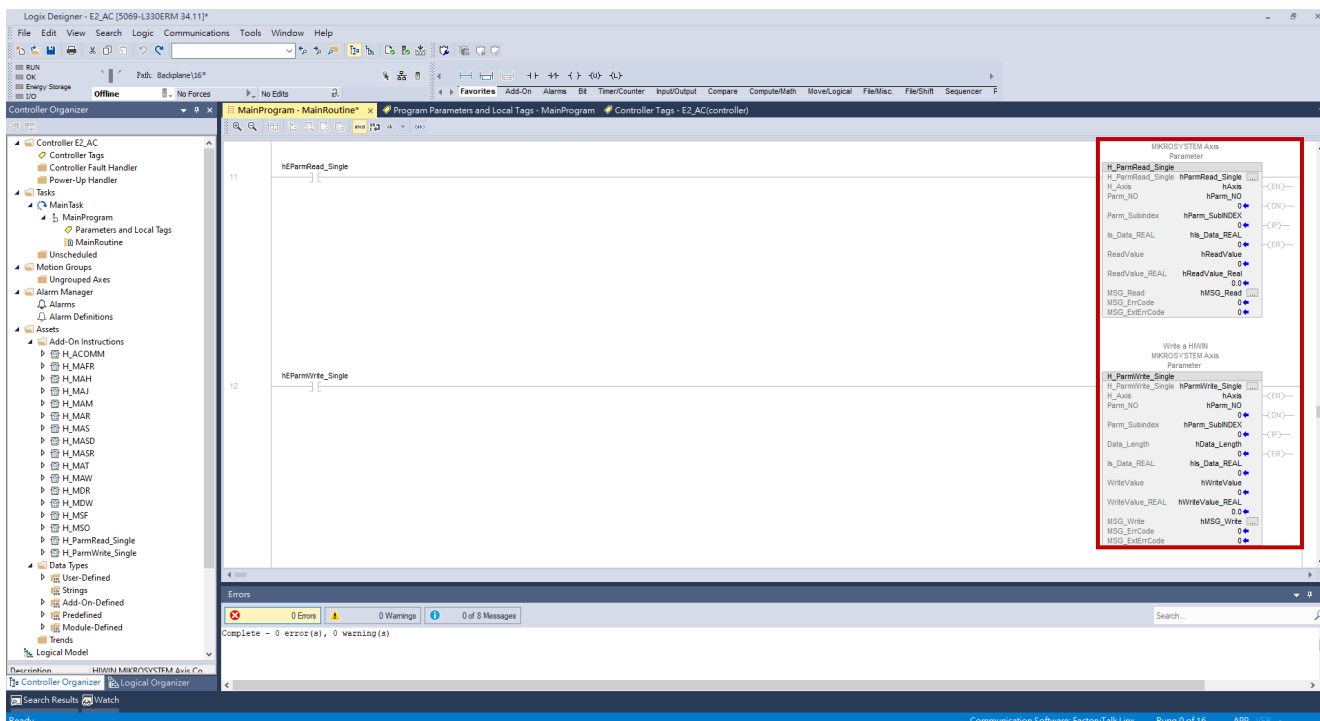 Logix Designer - E2_AC [5069-L330ERM 34.11]*
File Edit View Search Logic Communications Tools Window Help
RUN
OK
Energy Storage
I/O
Path: Backplane\16*
Offline
No Forces
No Edits
Favorites Add-On Alarms Bit Timer/Counter Input/Output Compare Compute/Math Move/Logical File/Misc. File/Shift Sequencer
Controller Organizer
MainProgram - MainRoutine*
Program Parameters and Local Tags - MainProgram
Controller Tags - E2_AC(controller)
Controller E2_AC
Controller Tags
Controller Fault Handler
Power-Up Handler
Tasks
MainTask
MainProgram
Parameters and Local Tags
MainRoutine
Unscheduled
Motion Groups
Ungrouped Axes
Alarm Manager
Alarms
Alarm Definitions
Assets
Add-On Instructions
H_ACOMM
H_MAFR
H_MAH
H_MAJ
H_MAM
H_MAR
H_MAS
H_MASD
H_MASR
H_MAT
H_MAW
H_MDR
H_MDW
H_MSF
H_MSO
H_ParmRead_Single
H_ParmWrite_Single
Data Types
User-Defined
Strings
Add-On-Defined
Predefined
Module-Defined
Trends
Logical Model
Description HIWIN MIKROSYSTEM Axis Co
Controller Organizer
Logical Organizer
11
hEParmRead_Single
MIKROSYSTEM Axis
Parameter
H_ParmRead_Single
H_ParmRead_Single hParmRead_Single ...
H_Axis hAxis
(EN)
Parm_NO hParm_NO
0
(DN)
Parm_Subindex hParm_SubINDEX
0
(IP)
Is_Data_REAL hIs_Data_REAL
0
(ER)
ReadValue hReadValue
0
ReadValue_REAL hReadValue_Real
0.0
MSG_Read hMSG_Read ...
MSG_ErrCode 0
MSG_ExtErrCode 0
12
hEParmWrite_Single
Write a HIWIN
MIKROSYSTEM Axis
Parameter
H_ParmWrite_Single
H_ParmWrite_Single hParmWrite_Single ...
H_Axis hAxis
(EN)
Parm_NO hParm_NO
0
(DN)
Parm_Subindex hParm_SubINDEX
0
(IP)
Data_Length hData_Length
0
(ER)
Is_Data_REAL hIs_Data_REAL
0
WriteValue hWriteValue
0
WriteValue_REAL hWriteValue_REAL
0.0
MSG_Write hMSG_Write ...
MSG_ErrCode 0
MSG_ExtErrCode 0
Errors
0 Errors
0 Warnings
0 of 8 Messages
Search...
Complete - 0 error(s), 0 warning(s)
Search Results
Watch
Ready
Communication Software: FactoryTalk Linx
Rung 0 of 16
APP
VER